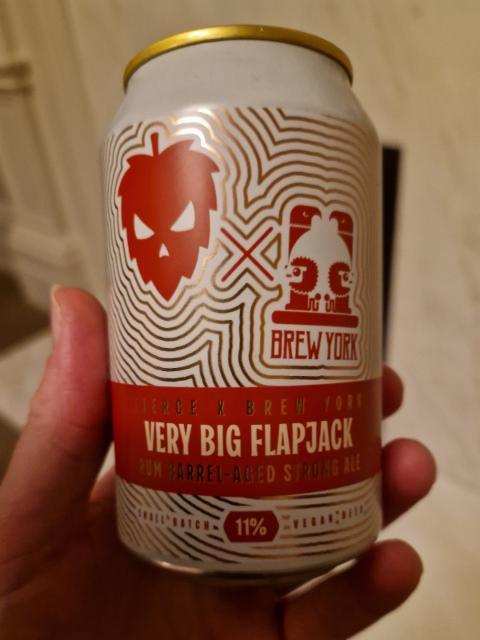 BREW YORK
FIERCE X BREW YORK
VERY BIG FLAPJACK
RUM BARREL-AGED STRONG ALE
SMALL BATCH 11% VEGAN BEER